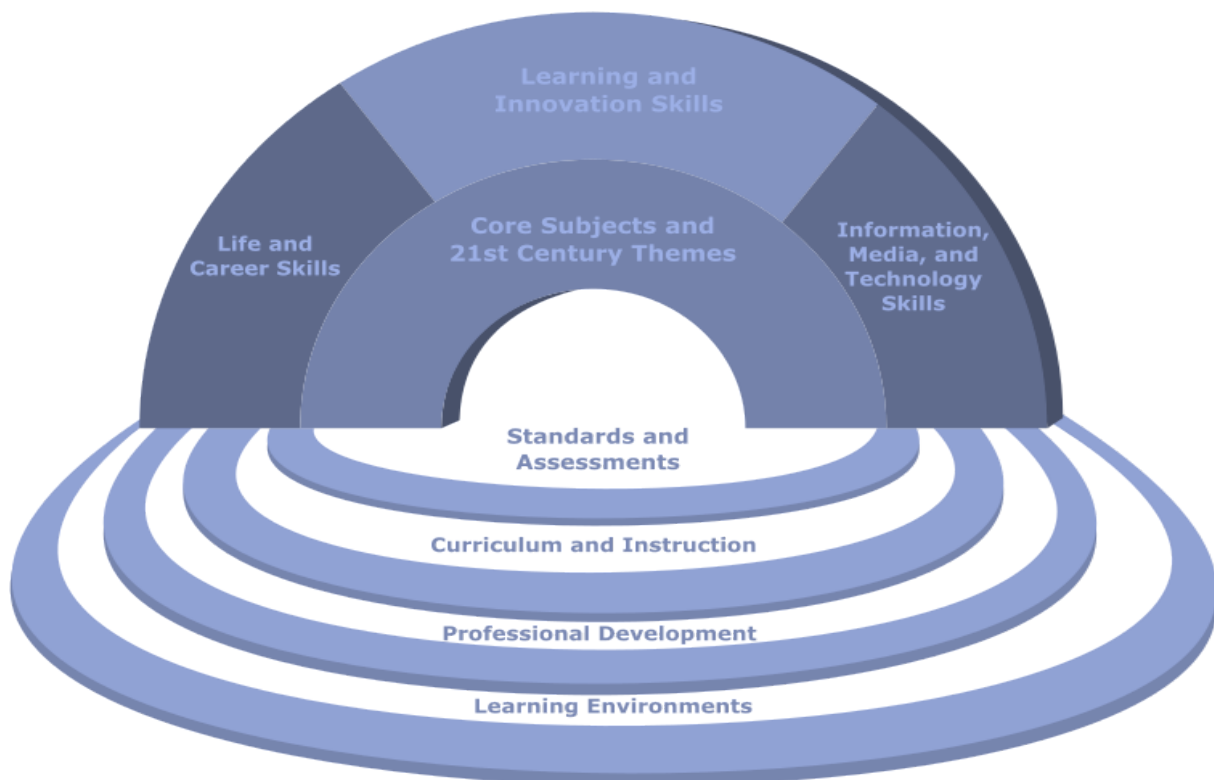 Learning and
Innovation Skills
Core Subjects and
21st Century Themes
Life and
Career Skills
Information,
Media, and
Technology
Skills
Standards and
Assessments
Curriculum and Instruction
Professional Development
Learning Environments